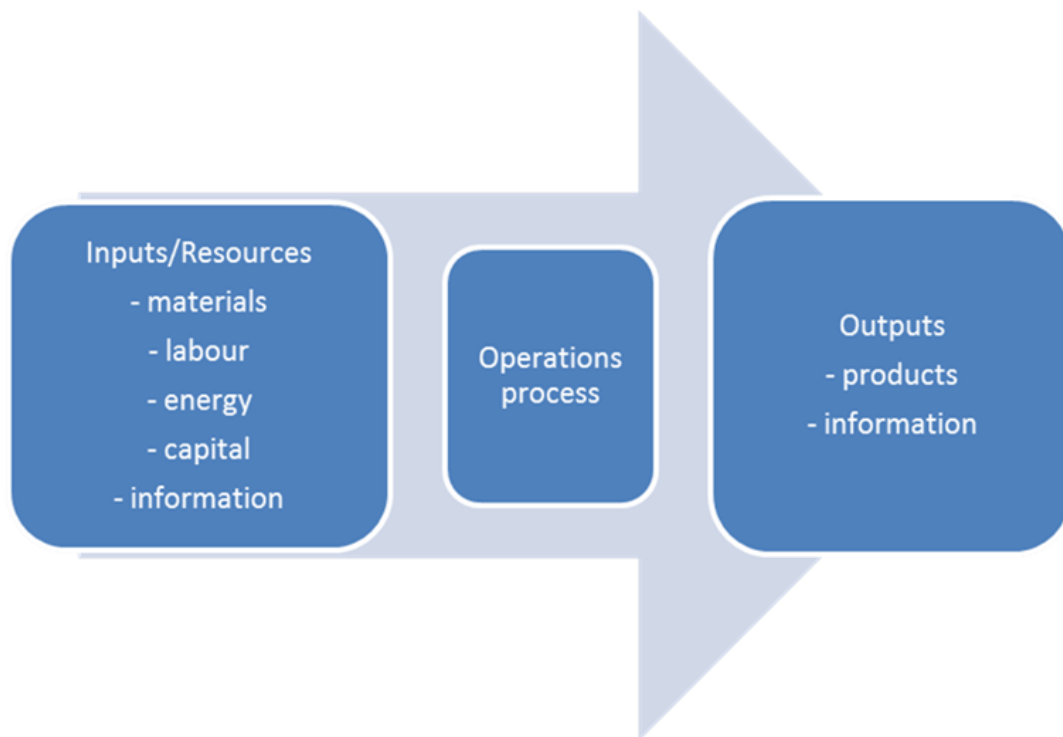 Inputs/Resources
- materials
- labour
- energy
- capital
- information
Operations
process
Outputs
- products
- information